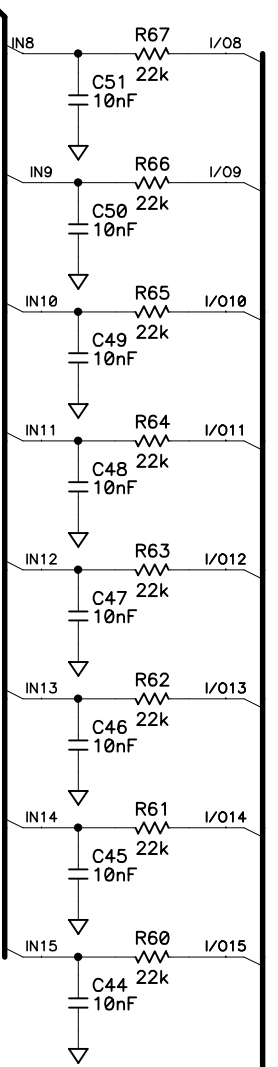 IN8 R67 I/O8
C51 22k
10nF
IN9 R66 I/O9
C50 22k
10nF
IN10 R65 I/O10
C49 22k
10nF
IN11 R64 I/O11
C48 22k
10nF
IN12 R63 I/O12
C47 22k
10nF
IN13 R62 I/O13
C46 22k
10nF
IN14 R61 I/O14
C45 22k
10nF
IN15 R60 I/O15
C44 22k
10nF